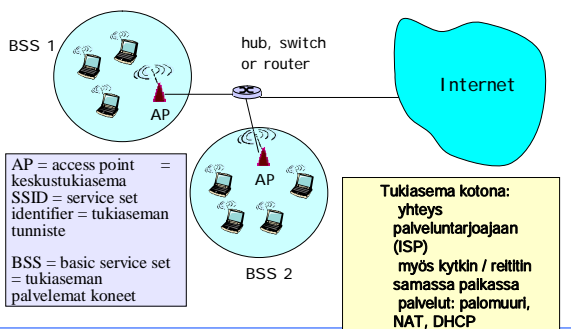 BSS 1
hub, switch
or router
Internet
AP
AP
BSS 2
AP = access point =
keskustukiasema
SSID = service set
identifier = tukiaseman
tunniste
BSS = basic service set
= tukiaseman
palvelemat koneet
Tukiasema kotona:
yhteys
palveluntarjoajaan
(ISP)
myös kytkin / reititin
samassa paikassa
palvelut: palomuuri,
NAT, DHCP